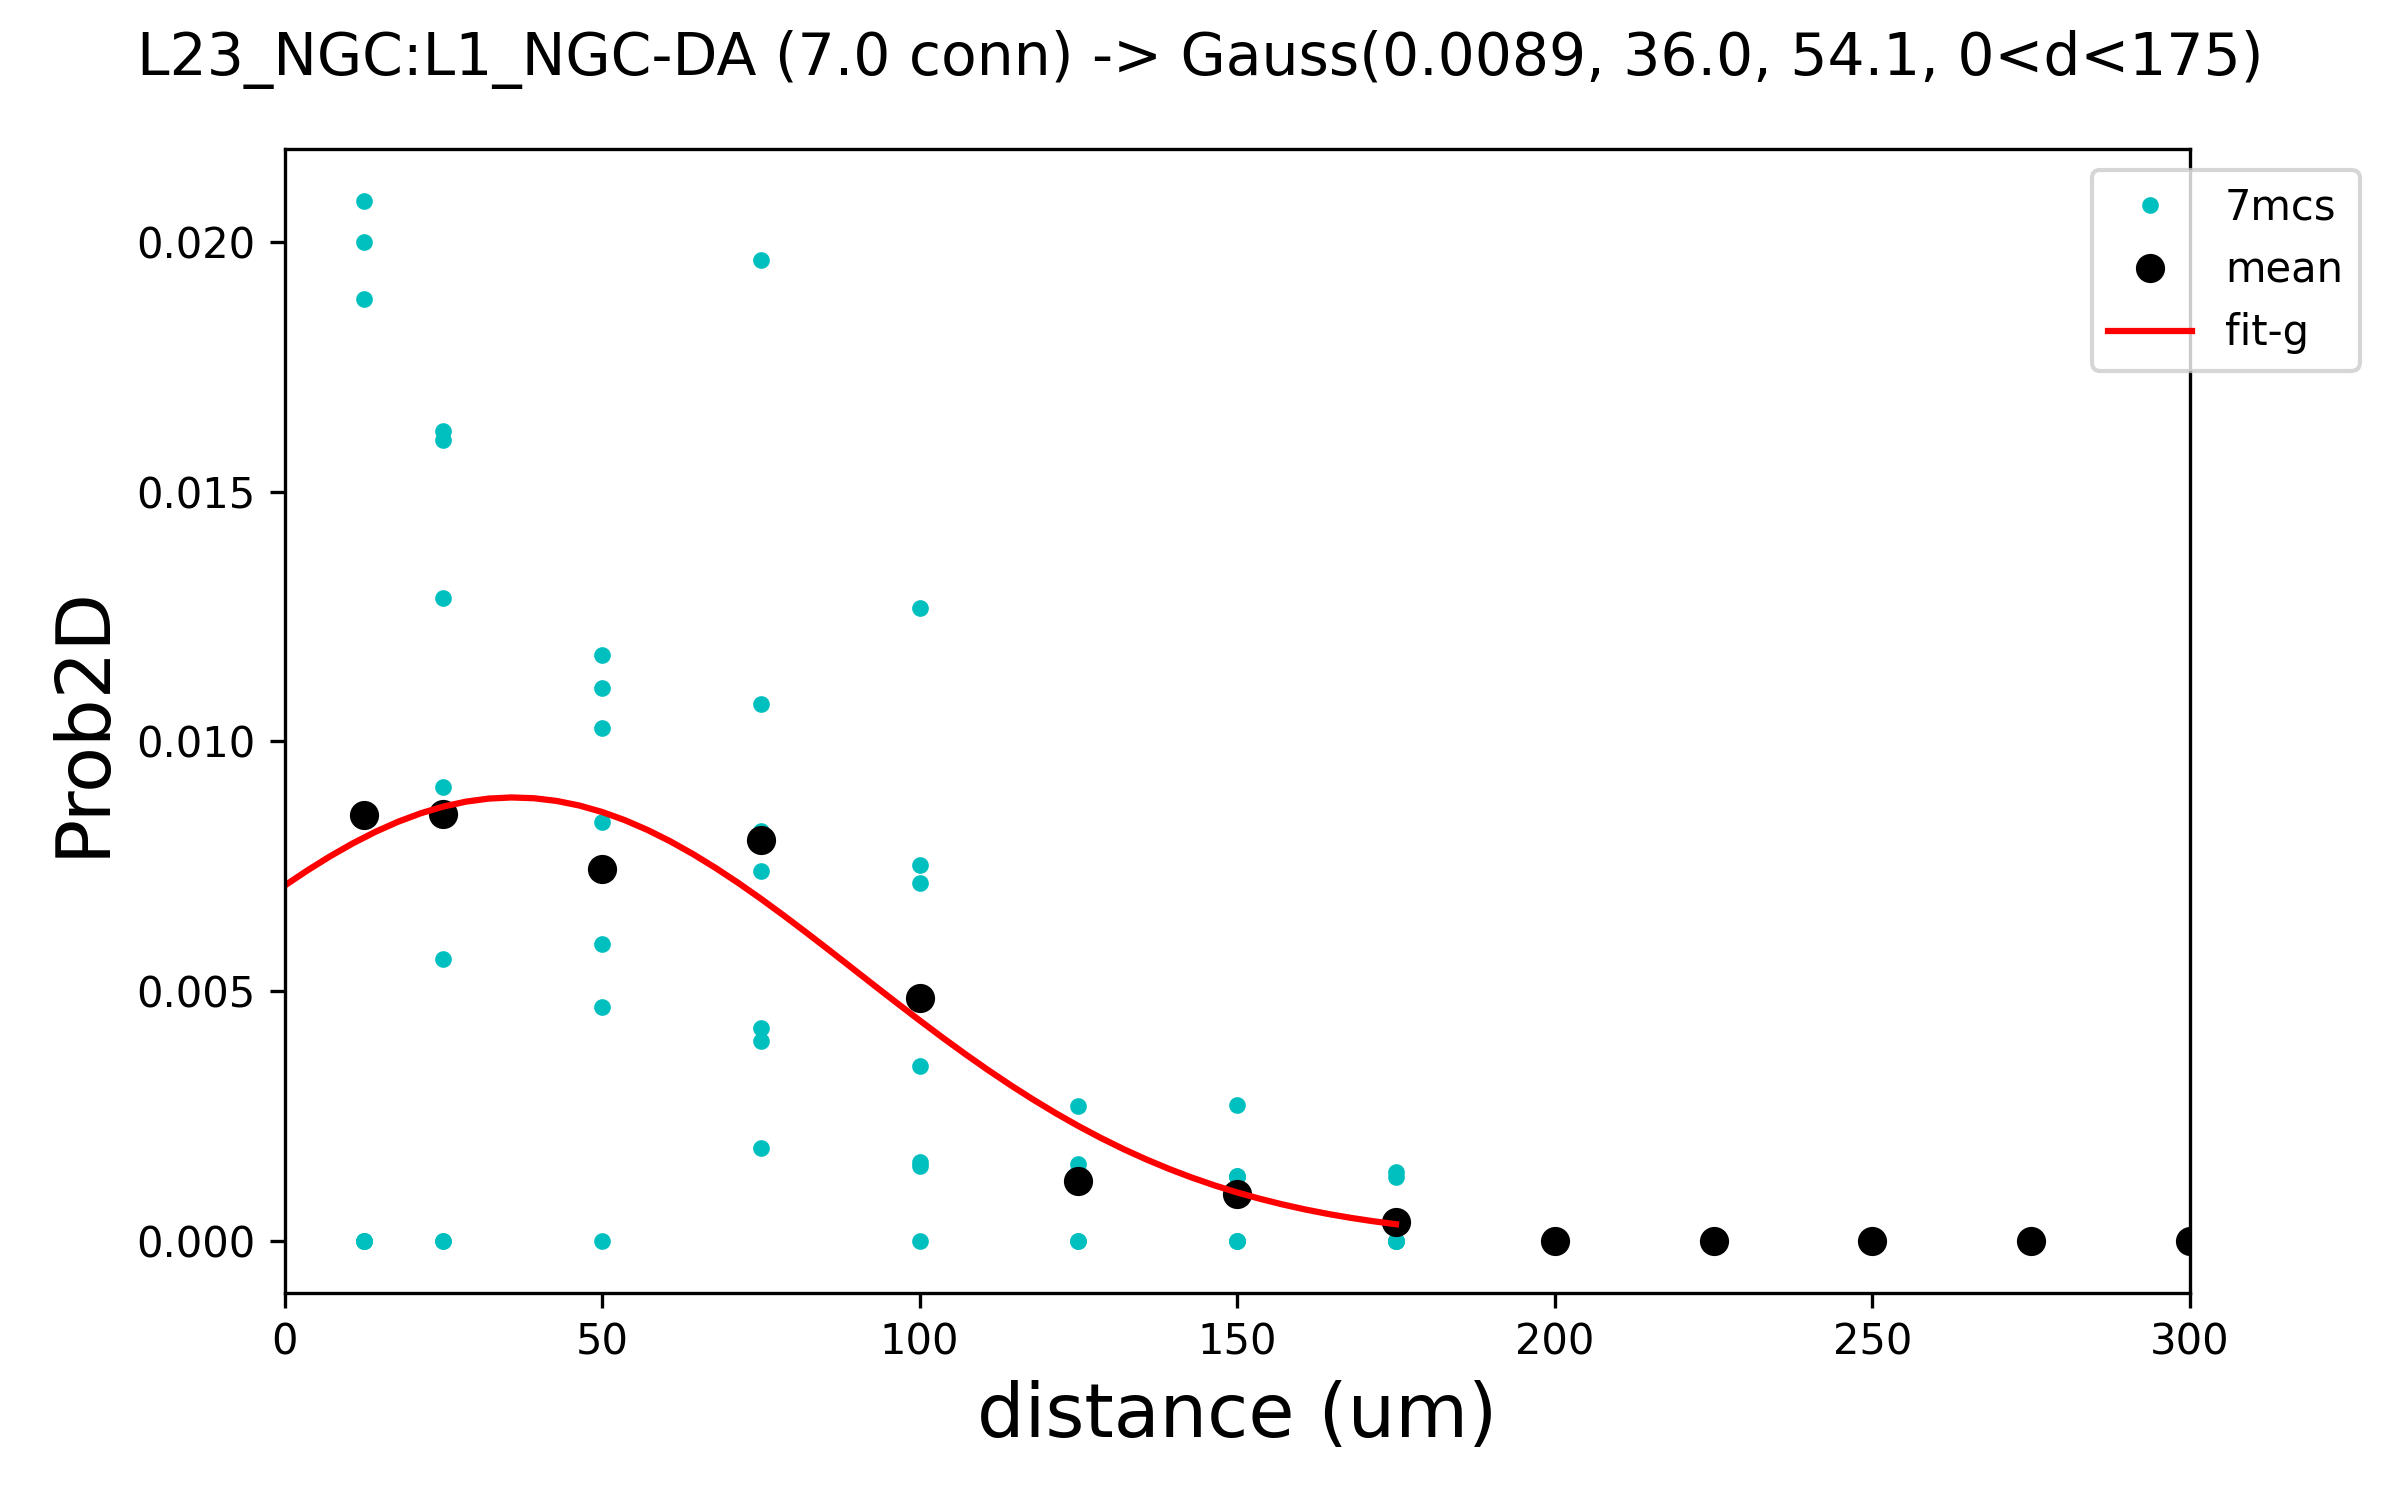 L23_NGC:L1_NGC-DA (7.0 conn) -> Gauss(0.0089, 36.0, 54.1, 0<d<175)
7mcs
mean
fit-g
0.020
0.015
0.010
0.005
0.000
Prob2D
0 50 100 150 200 250 300
distance (um)